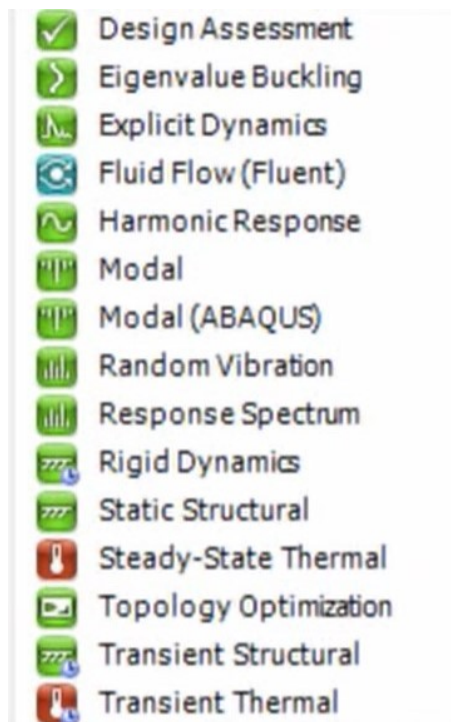 Design Assessment
Eigenvalue Buckling
Explicit Dynamics
Fluid Flow (Fluent)
Harmonic Response
Modal
Modal (ABAQUS)
Random Vibration
Response Spectrum
Rigid Dynamics
Static Structural
Steady-State Thermal
Topology Optimization
Transient Structural
Transient Thermal